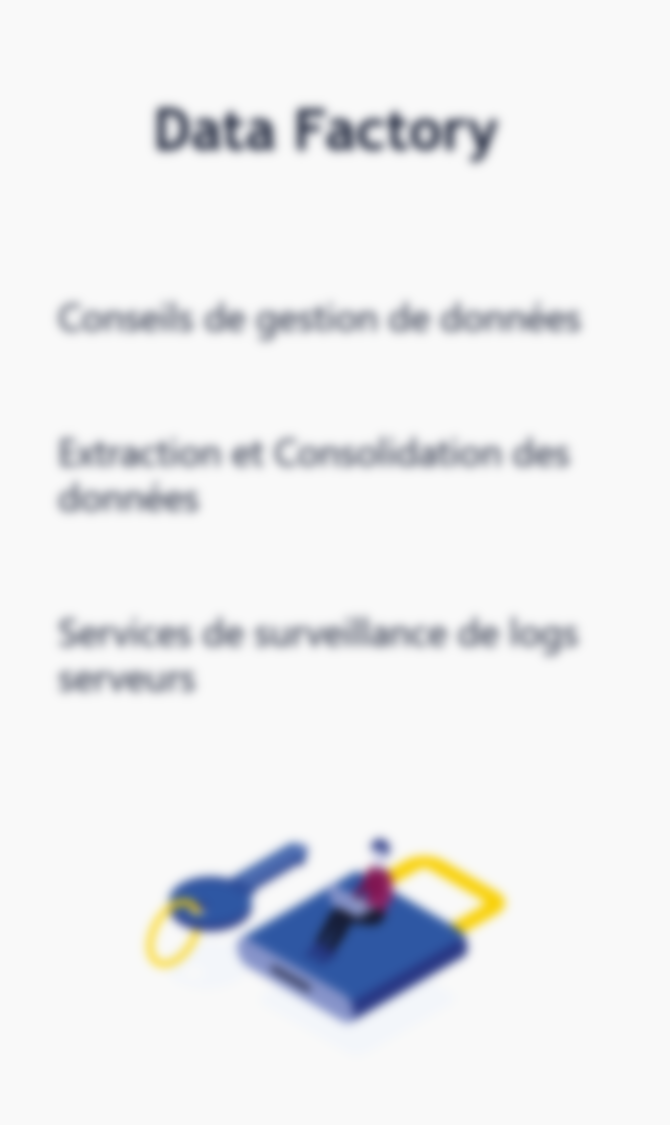 Data Factory
Conseils de gestion de données
Extraction et Consolidation des
données
Services de surveillance de logs
serveurs